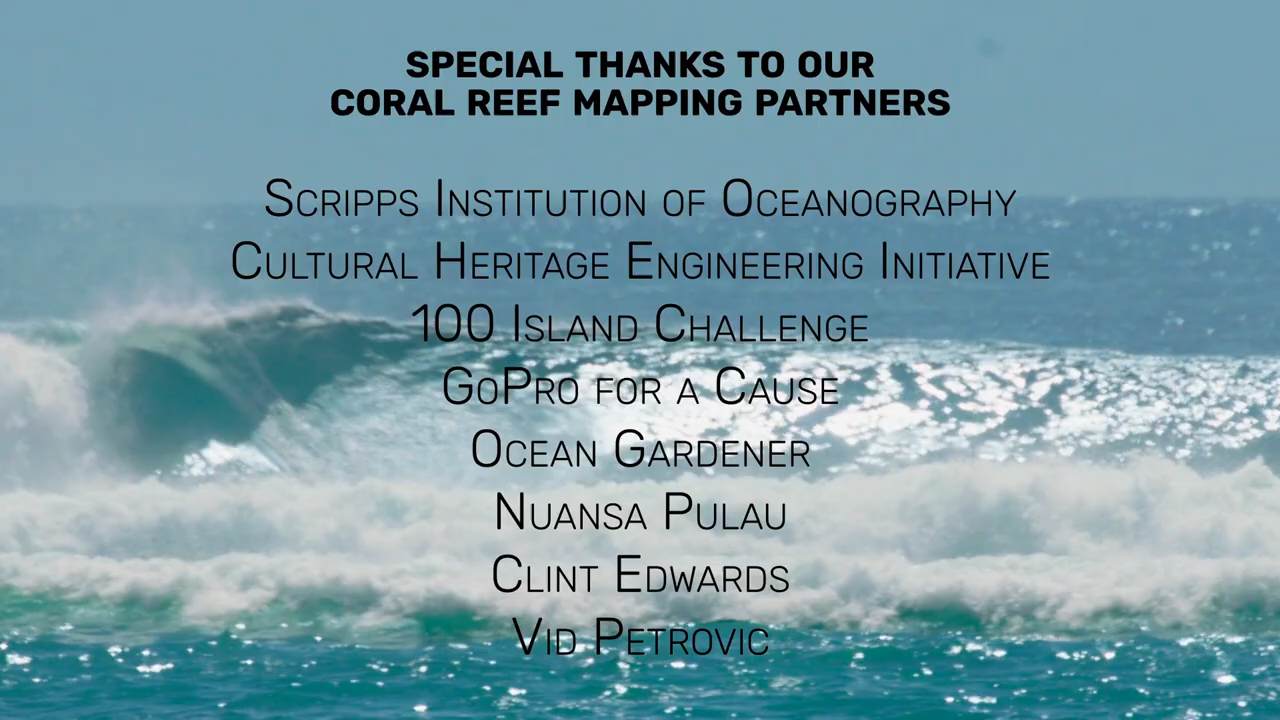 SPECIAL THANKS TO OUR
CORAL REEF MAPPING PARTNERS
Scripps Institution of Oceanography
Cultural Heritage Engineering Initiative
100 Island Challenge
GoPro for a Cause
Ocean Gardener
Nuansa Pulau
Clint Edwards
Vid Petrovic